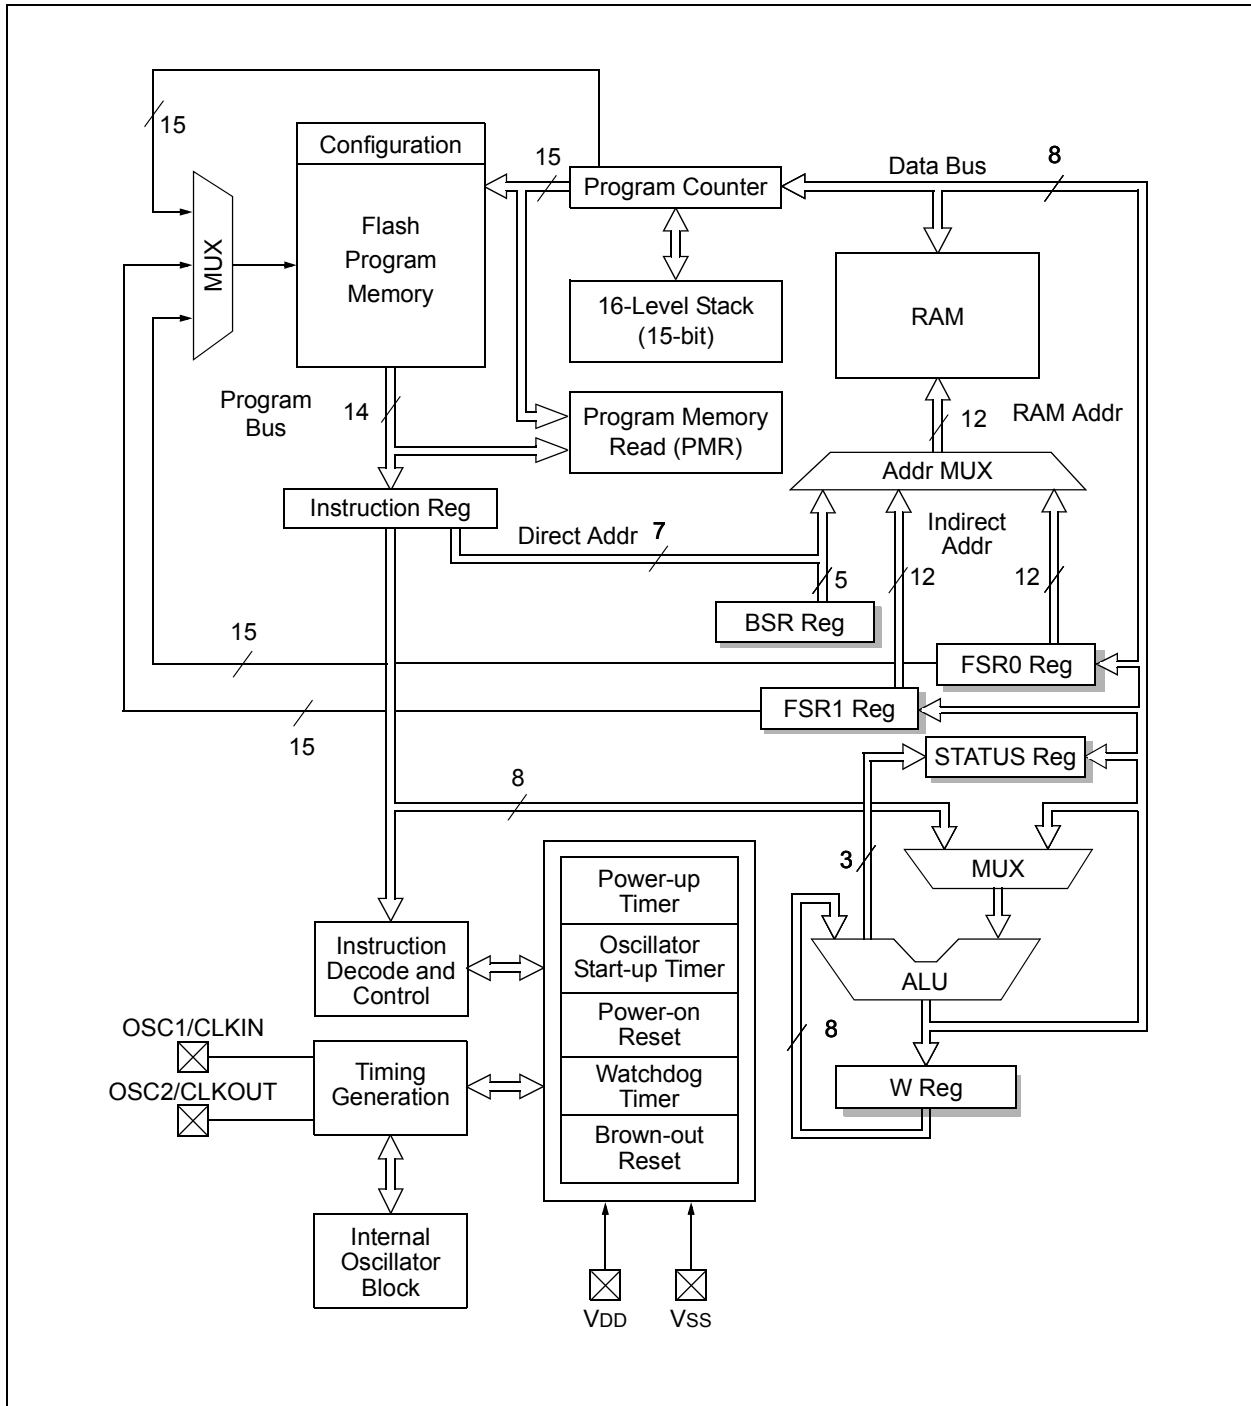 15
Configuration
15
Program Counter
Data Bus
8
MUX
Flash
Program
Memory
16-Level Stack
(15-bit)
RAM
Program
Bus
14
Program Memory
Read (PMR)
12
RAM Addr
Addr MUX
Instruction Reg
Direct Addr
7
Indirect
Addr
5
12
12
BSR Reg
15
FSR0 Reg
FSR1 Reg
15
STATUS Reg
8
3
MUX
Power-up
Timer
Instruction
Decode and
Control
Oscillator
Start-up Timer
ALU
OSC1/CLKIN
Power-on
Reset
8
OSC2/CLKOUT
Timing
Generation
Watchdog
Timer
W Reg
Brown-out
Reset
Internal
Oscillator
Block
VDD
VSS